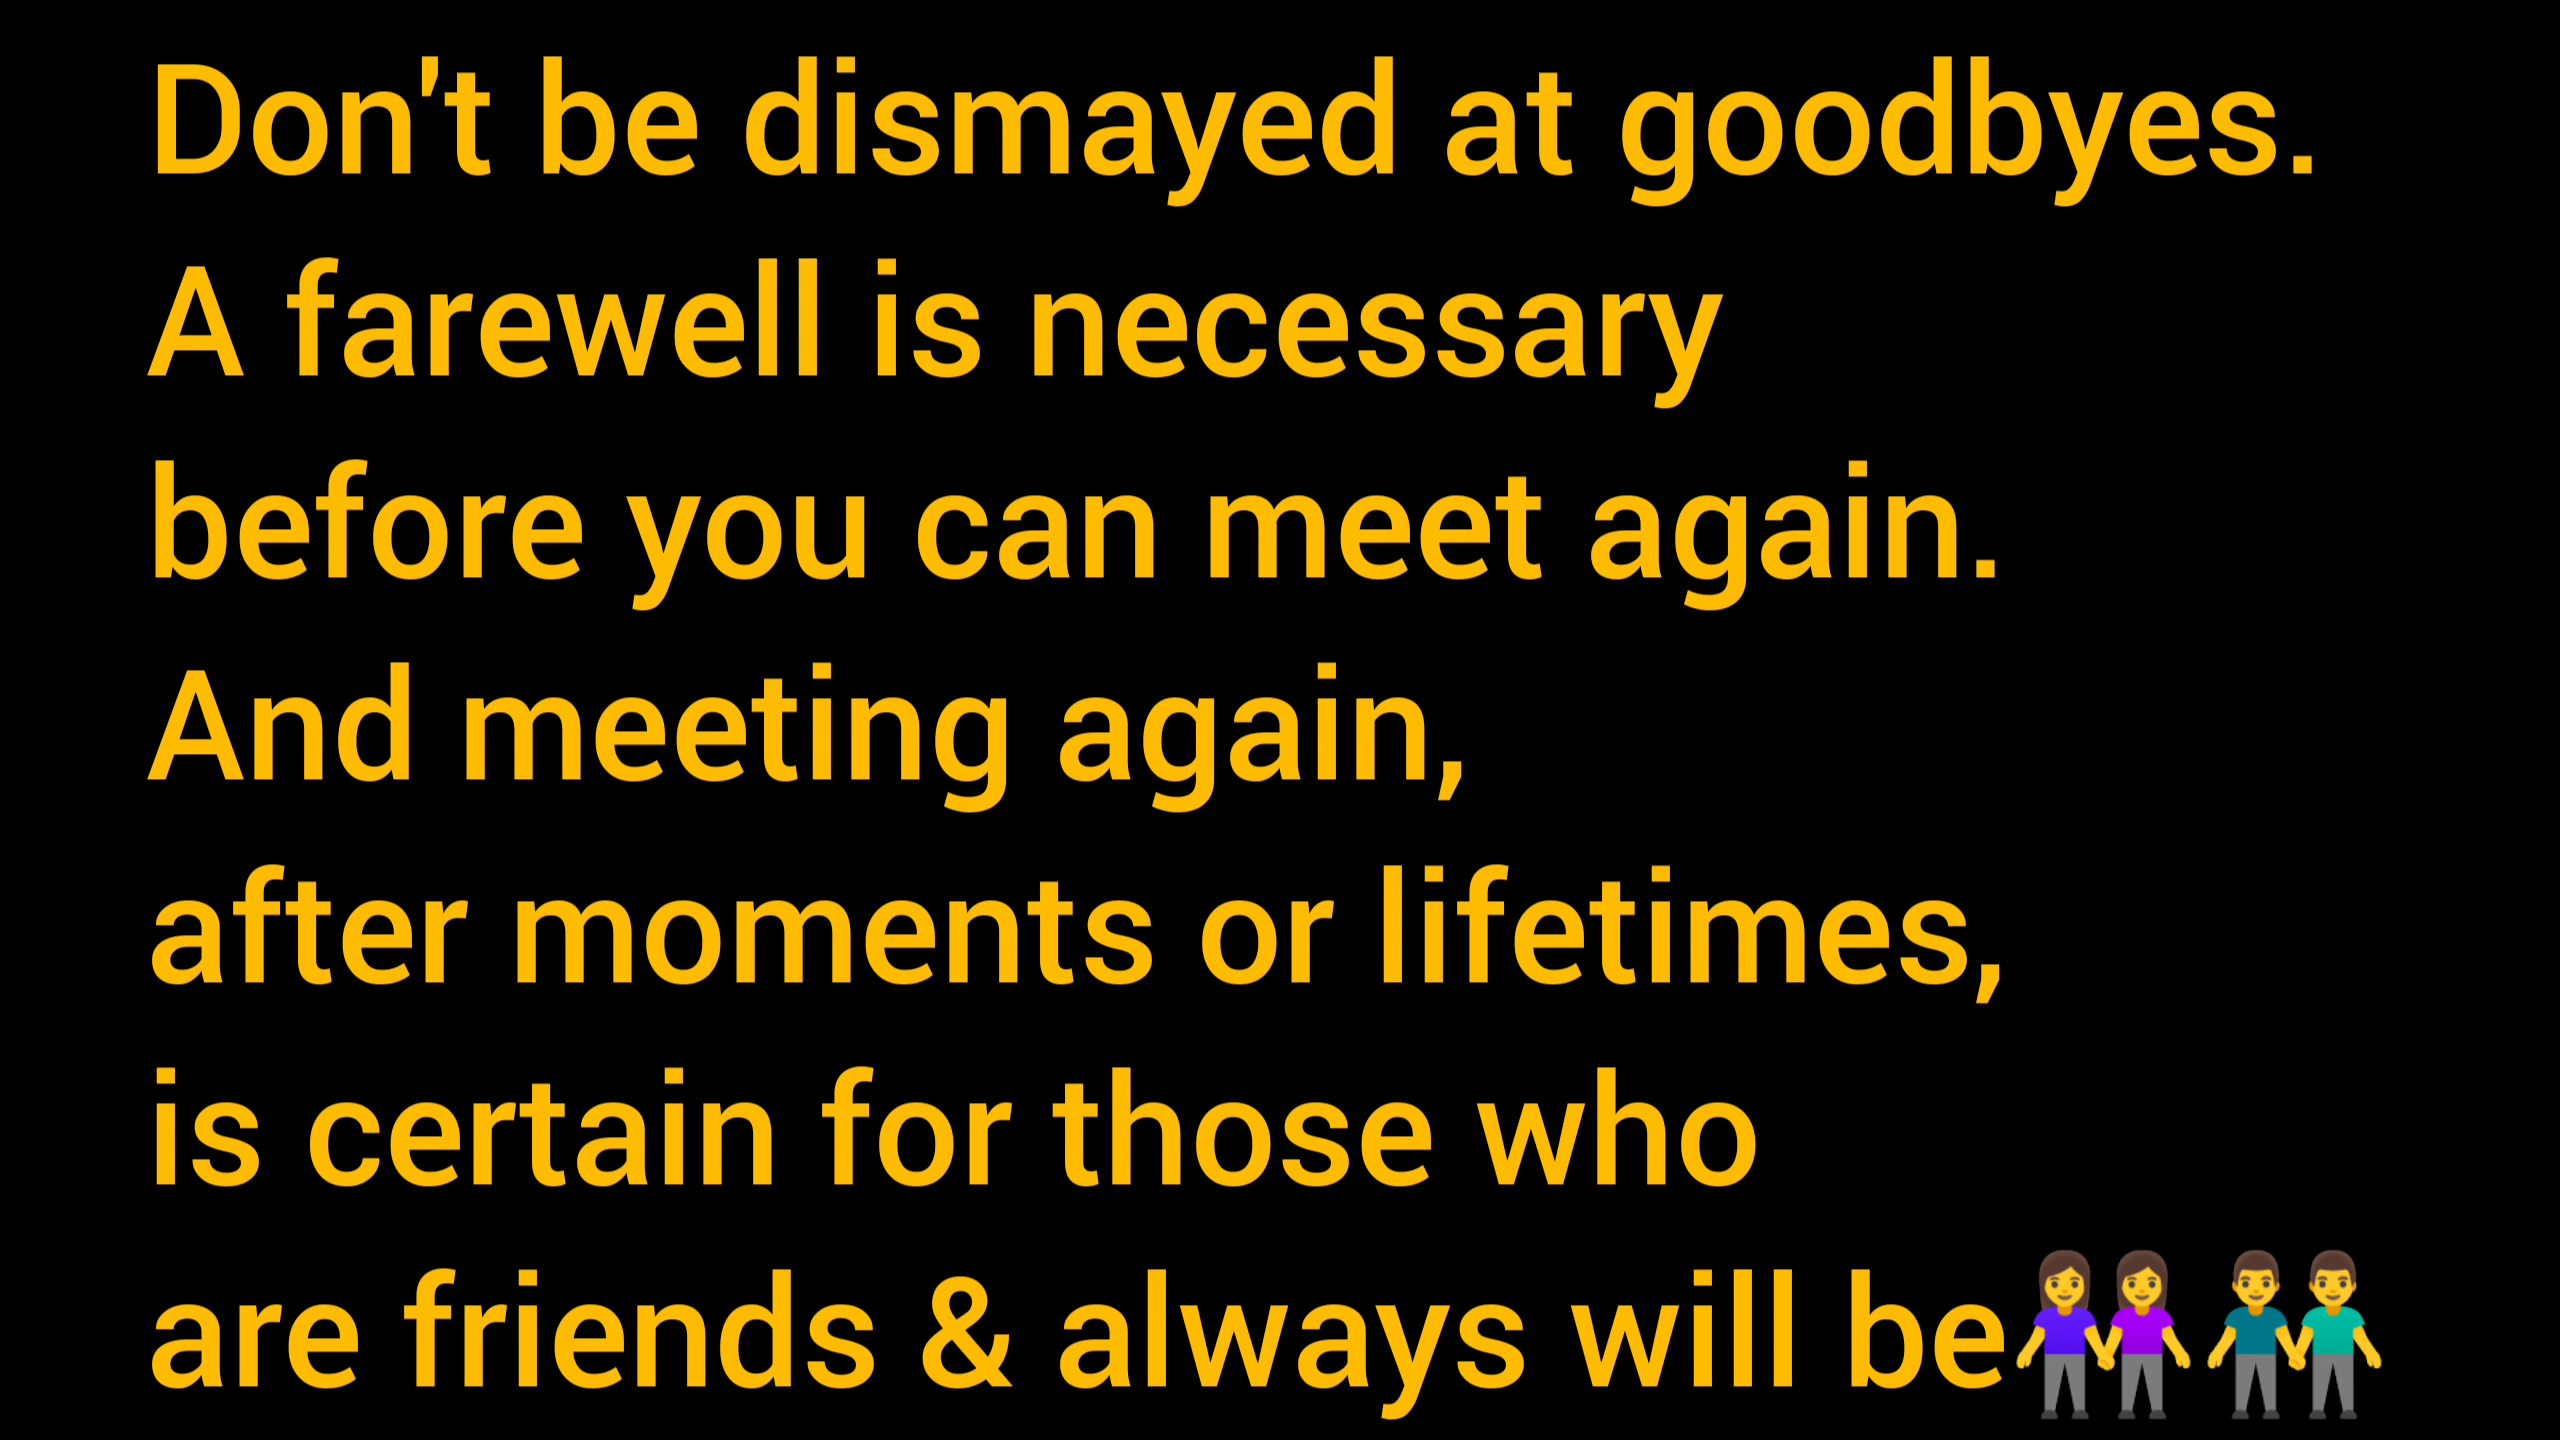 Don't be dismayed at goodbyes.
A farewell is necessary
before you can meet again.
And meeting again,
after moments or lifetimes,
is certain for those who
are friends & always will be👭👬